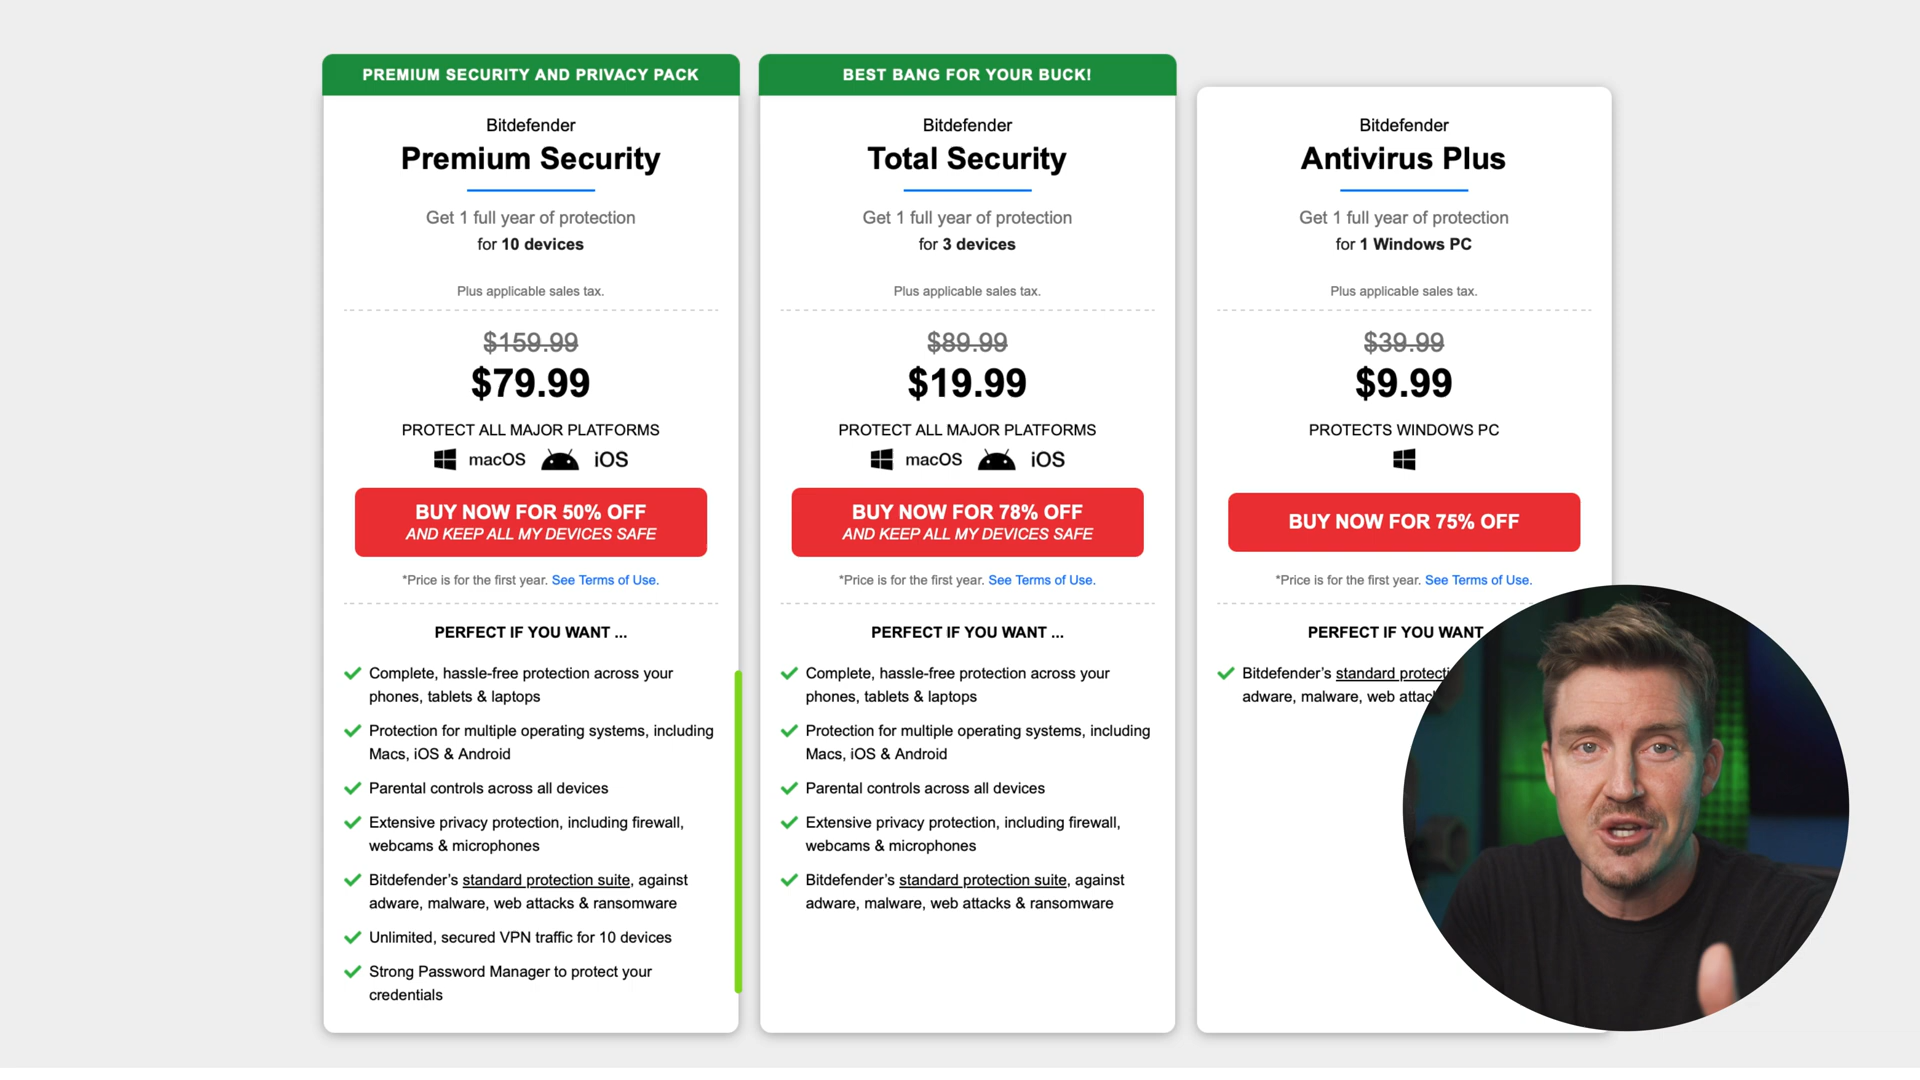 PREMIUM SECURITY AND PRIVACY PACK
Bitdefender
Premium Security
Get 1 full year of protection
for 10 devices
Plus applicable sales tax.
$159.99
$79.99
PROTECT ALL MAJOR PLATFORMS
macOS iOS
BUY NOW FOR 50% OFF
AND KEEP ALL MY DEVICES SAFE
*Price is for the first year. See Terms of Use.
PERFECT IF YOU WANT ...
Complete, hassle-free protection across your
phones, tablets & laptops
Protection for multiple operating systems, including
Macs, iOS & Android
Parental controls across all devices
Extensive privacy protection, including firewall,
webcams & microphones
Bitdefender's standard protection suite, against
adware, malware, web attacks & ransomware
Unlimited, secured VPN traffic for 10 devices
Strong Password Manager to protect your
credentials
BEST BANG FOR YOUR BUCK!
Bitdefender
Total Security
Get 1 full year of protection
for 3 devices
Plus applicable sales tax.
$89.99
$19.99
PROTECT ALL MAJOR PLATFORMS
macOS iOS
BUY NOW FOR 78% OFF
AND KEEP ALL MY DEVICES SAFE
*Price is for the first year. See Terms of Use.
PERFECT IF YOU WANT ...
Complete, hassle-free protection across your
phones, tablets & laptops
Protection for multiple operating systems, including
Macs, iOS & Android
Parental controls across all devices
Extensive privacy protection, including firewall,
webcams & microphones
Bitdefender's standard protection suite, against
adware, malware, web attacks & ransomware
Bitdefender
Antivirus Plus
Get 1 full year of protection
for 1 Windows PC
Plus applicable sales tax.
$39.99
$9.99
PROTECTS WINDOWS PC
BUY NOW FOR 75% OFF
*Price is for the first year. See Terms of Use.
PERFECT IF YOU WANT
Bitdefender's standard
adware, malware, web